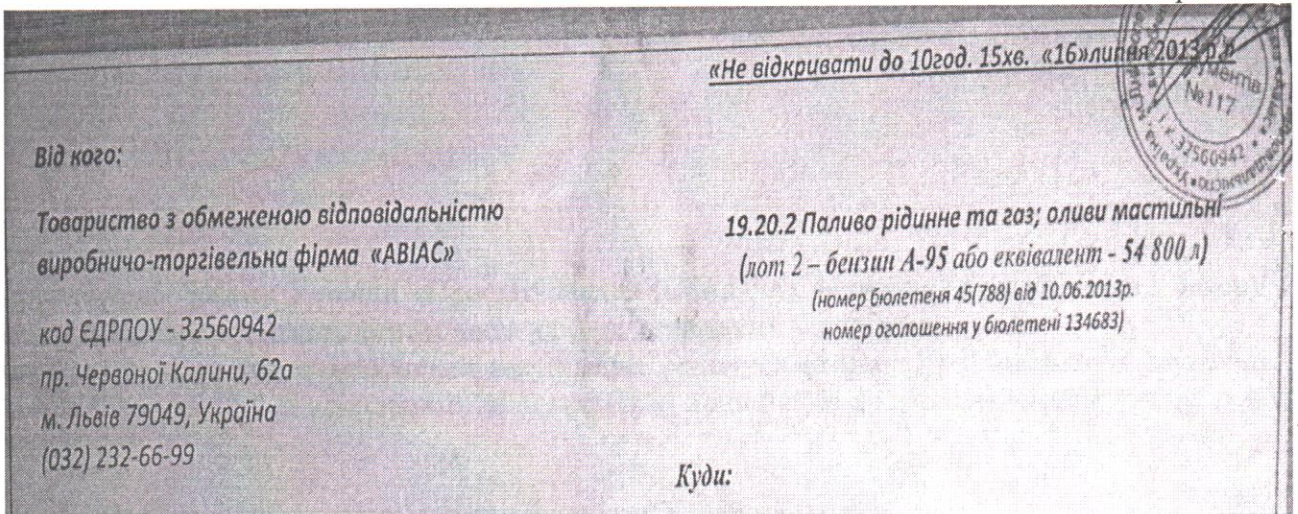 «Не відкривати до 10год. 15хв. «16»липня 2013 р.»
Від кого:
Товариство з обмеженою відповідальністю
виробничо-торгівельна фірма «АВІАС»
код ЄДРПОУ - 32560942
пр. Червоної Калини, 62а
м. Львів 79049, Україна
(032) 232-66-99
19.20.2 Паливо рідинне та газ; оливи мастильні
(лот 2 – бензин А-95 або еквівалент - 54 800 л)
(номер бюлетеня 45(788) від 10.06.2013р.
номер оголошення у бюлетені 134683)
Куди:
№117
32560942
Україна